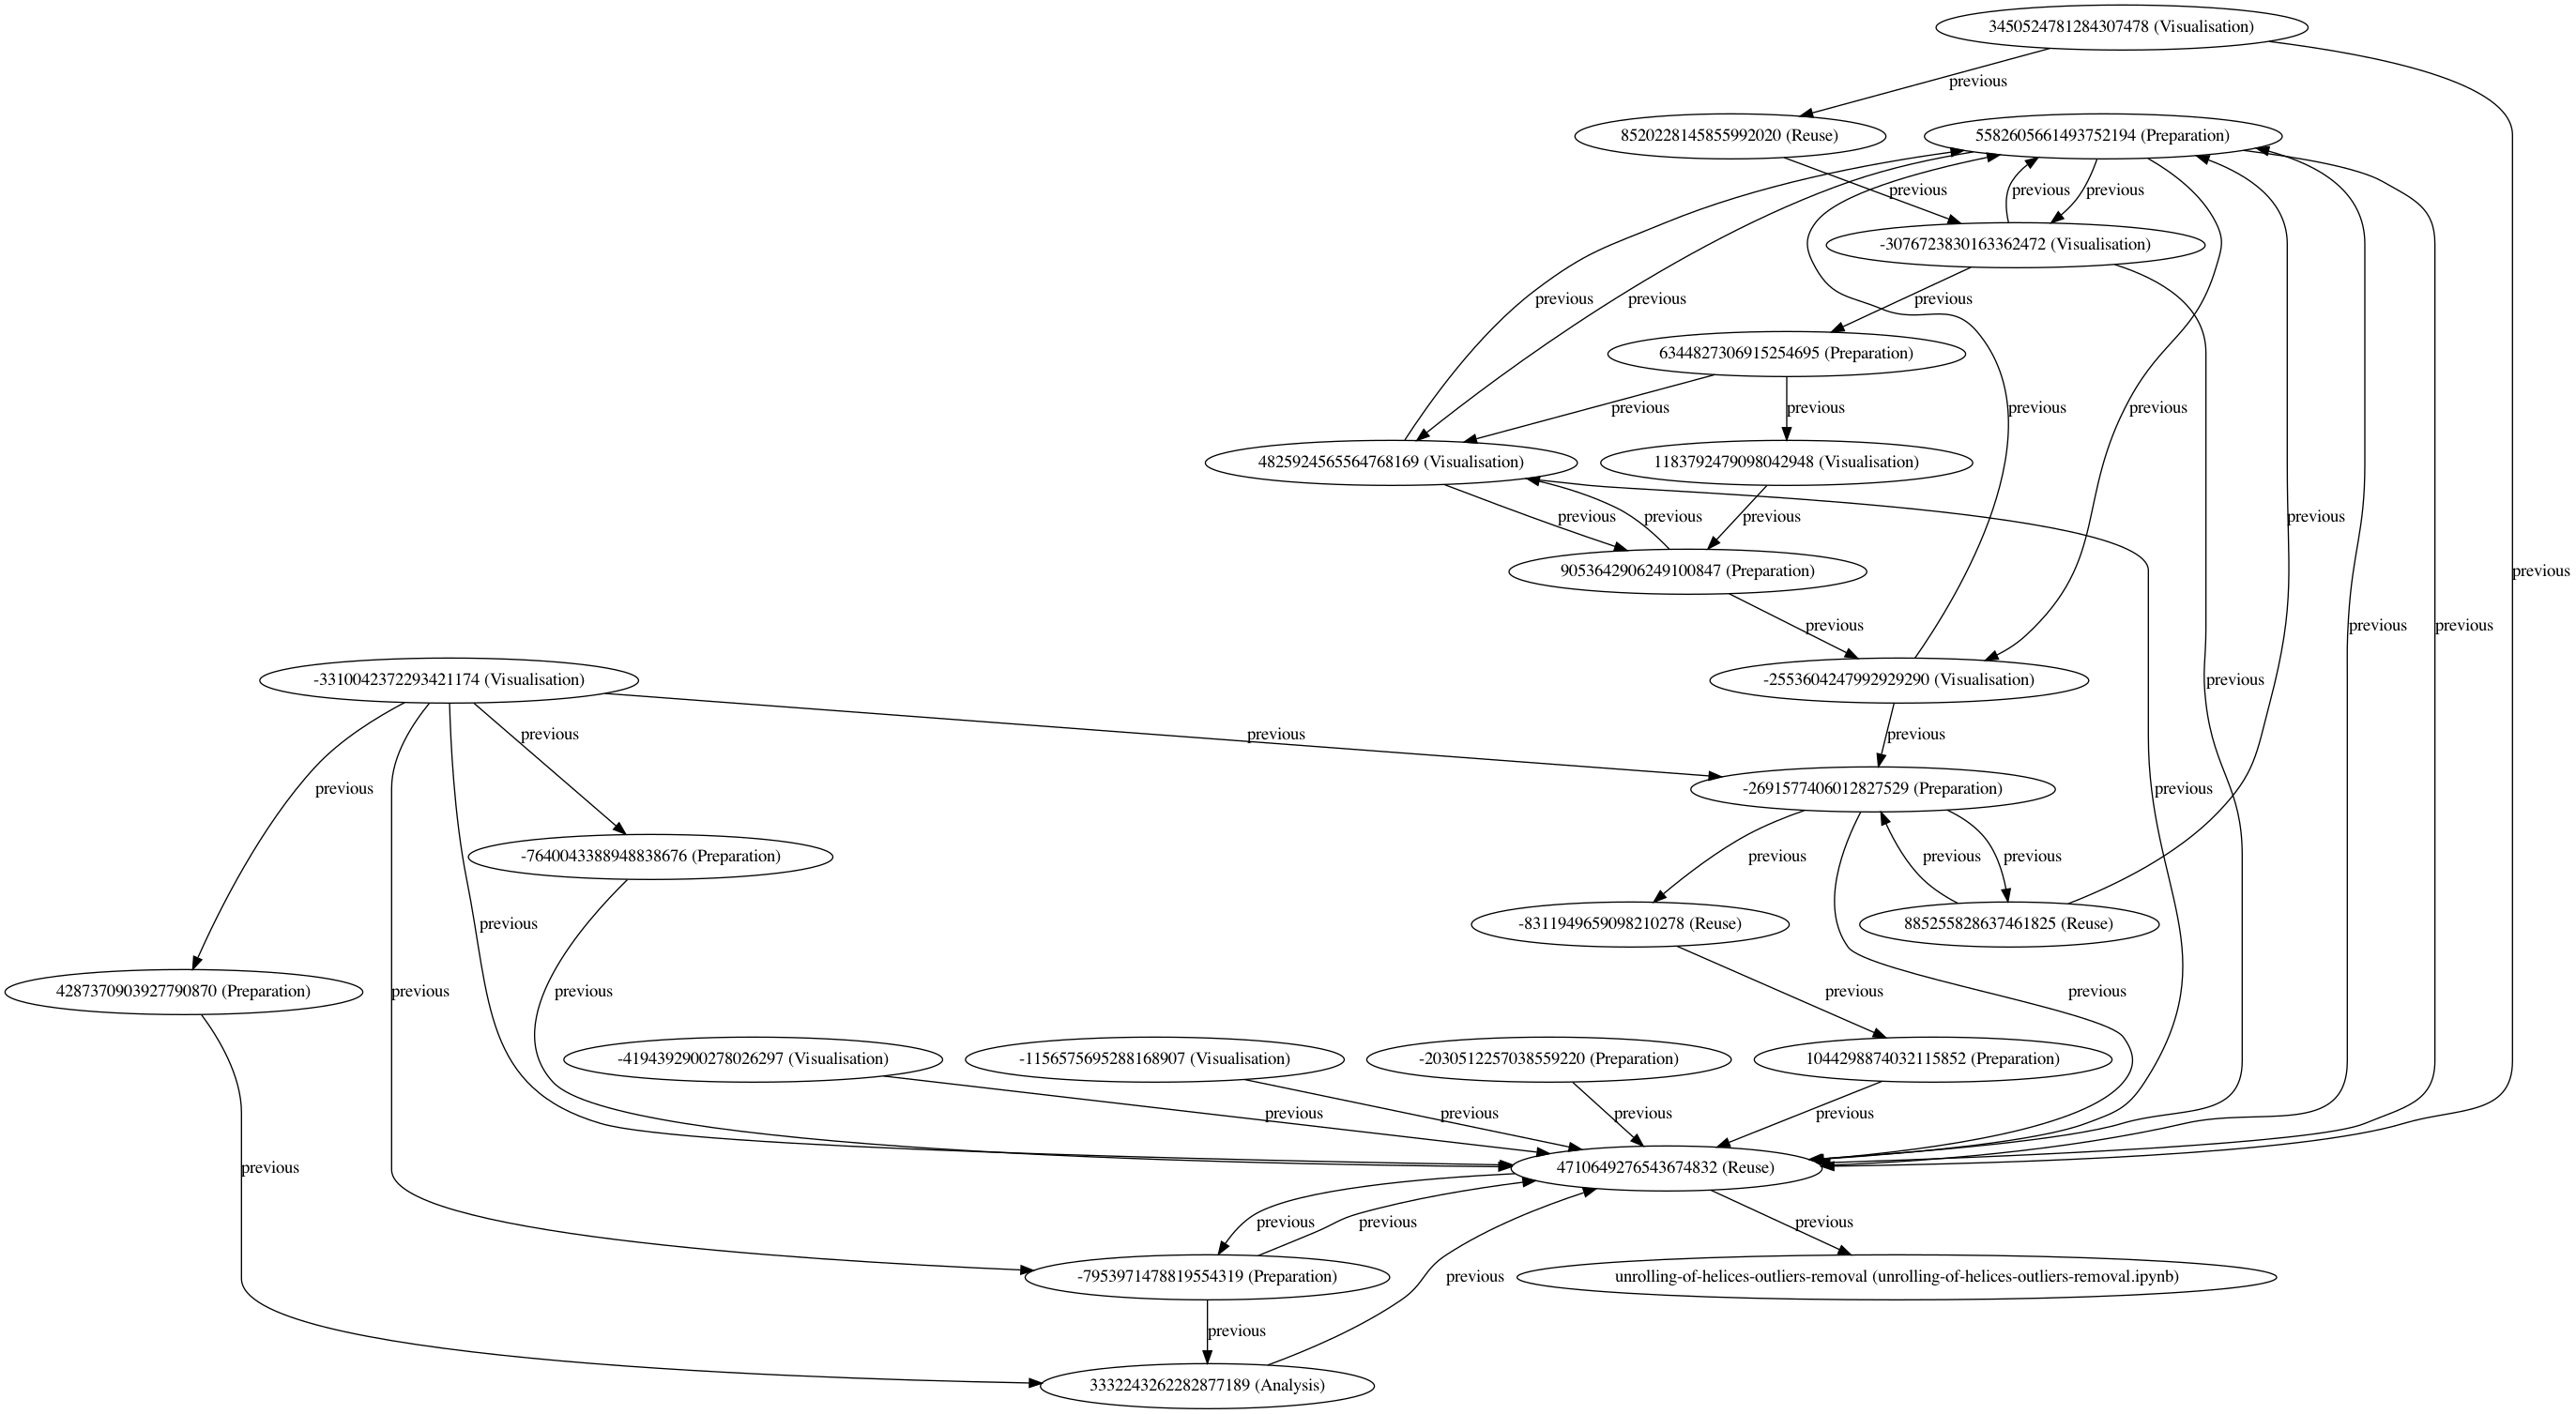 3450524781284307478 (Visualisation)
previous
8520228145855992020 (Reuse)
5582605661493752194 (Preparation)
previous
previous
previous
-3076723830163362472 (Visualisation)
previous
previous
previous
6344827306915254695 (Preparation)
previous
previous
previous
previous
4825924565564768169 (Visualisation)
1183792479098042948 (Visualisation)
previous
previous
previous
previous
9053642906249100847 (Preparation)
previous
previous
previous
previous
-3310042372293421174 (Visualisation)
-2553604247992929290 (Visualisation)
previous
previous
previous
previous
previous
-2691577406012827529 (Preparation)
previous
-7640043388948838676 (Preparation)
previous
previous
previous
previous
-8311949659098210278 (Reuse)
885255828637461825 (Reuse)
4287370903927790870 (Preparation)
previous
previous
previous
previous
-4194392900278026297 (Visualisation)
-1156575695288168907 (Visualisation)
-2030512257038559220 (Preparation)
1044298874032115852 (Preparation)
previous
previous
previous
previous
previous
4710649276543674832 (Reuse)
previous
previous
previous
-7953971478819554319 (Preparation)
previous
unrolling-of-helices-outliers-removal (unrolling-of-helices-outliers-removal.ipynb)
previous
3332243262282877189 (Analysis)